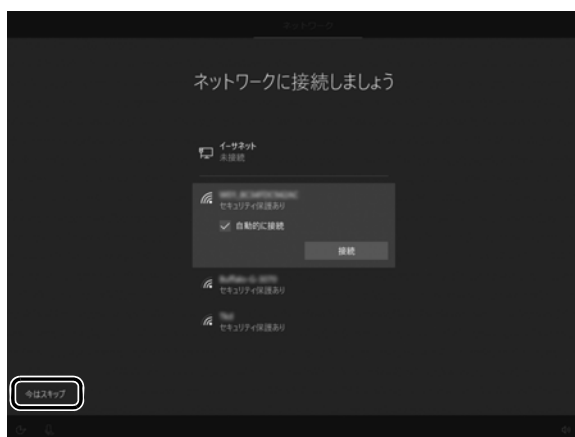 ネットワーク
ネットワークに接続しましょう
イーサネット
未接続
セキュリティ保護あり
自動的に接続
接続
セキュリティ保護あり
セキュリティ保護あり
今はスキップ